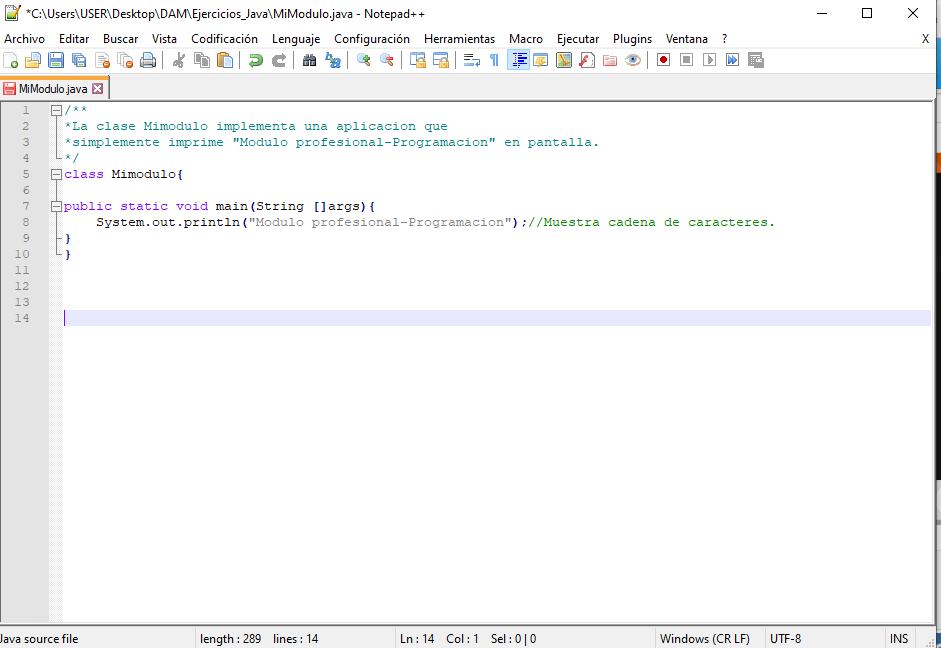 *C:\Users\USER\Desktop\DAM\Ejercicios_Java\MiModulo.java - Notepad++
Archivo Editar Buscar Vista Codificación Lenguaje Configuración Herramientas Macro Ejecutar Plugins Ventana ? X
MiModulo.java
1 /**
2 *La clase Mimodulo implementa una aplicacion que
3 *simplemente imprime "Modulo profesional-Programacion" en pantalla.
4 */
5 class Mimodulo{
6
7 public static void main(String []args){
8 System.out.println("Modulo profesional-Programacion");//Muestra cadena de caracteres.
9 }
10 }
11
12
13
14
Java source file length : 289 lines : 14 Ln : 14 Col : 1 Sel : 0 | 0 Windows (CR LF) UTF-8 INS